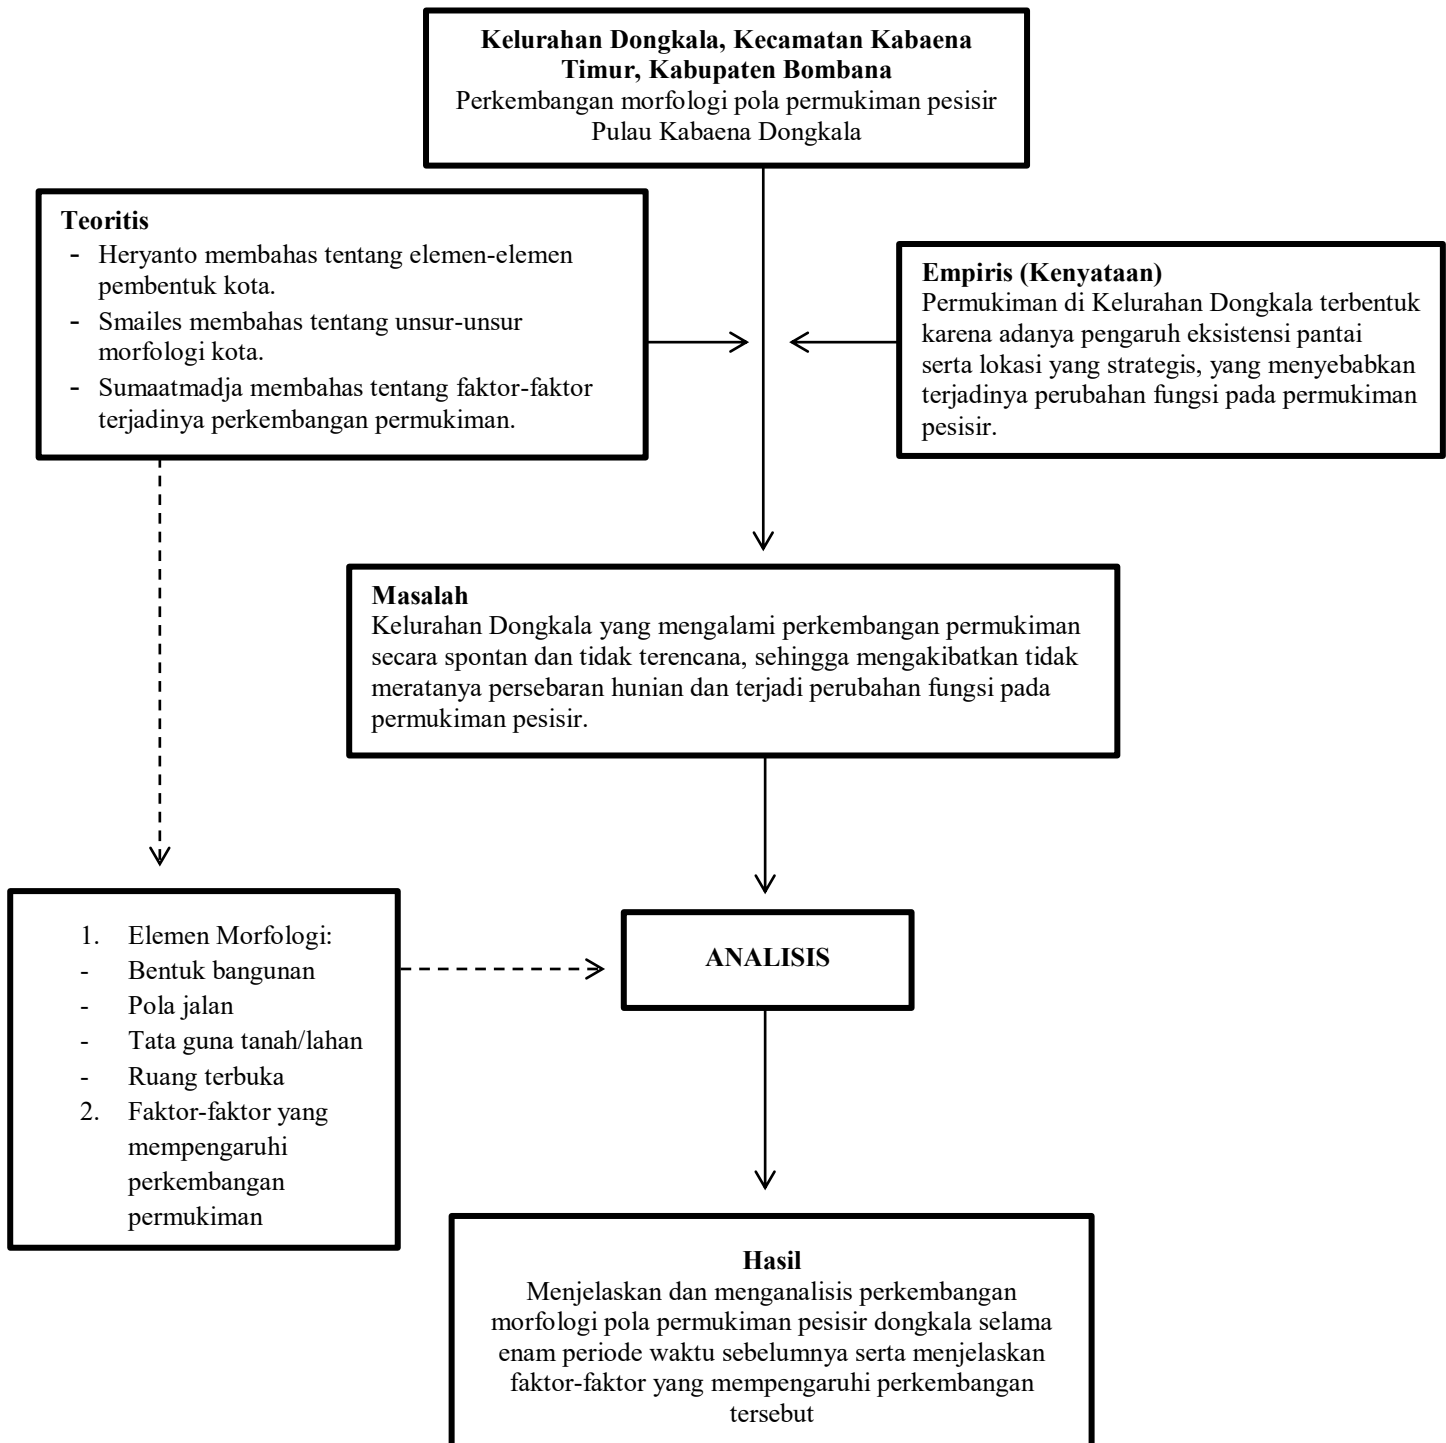 Kelurahan Dongkala, Kecamatan Kabaena
Timur, Kabupaten Bombana
Perkembangan morfologi pola permukiman pesisir
Pulau Kabaena Dongkala
Teoritis
- Heryanto membahas tentang elemen-elemen
pembentuk kota.
- Smailes membahas tentang unsur-unsur
morfologi kota.
- Sumaatmadja membahas tentang faktor-faktor
terjadinya perkembangan permukiman.
Empiris (Kenyataan)
Permukiman di Kelurahan Dongkala terbentuk
karena adanya pengaruh eksistensi pantai
serta lokasi yang strategis, yang menyebabkan
terjadinya perubahan fungsi pada permukiman
pesisir.
Masalah
Kelurahan Dongkala yang mengalami perkembangan permukiman
secara spontan dan tidak terencana, sehingga mengakibatkan tidak
meratanya persebaran hunian dan terjadi perubahan fungsi pada
permukiman pesisir.
1. Elemen Morfologi:
- Bentuk bangunan
- Pola jalan
- Tata guna tanah/lahan
- Ruang terbuka
2. Faktor-faktor yang
mempengaruhi
perkembangan
permukiman
ANALISIS
Hasil
Menjelaskan dan menganalisis perkembangan
morfologi pola permukiman pesisir dongkala selama
enam periode waktu sebelumnya serta menjelaskan
faktor-faktor yang mempengaruhi perkembangan
tersebut